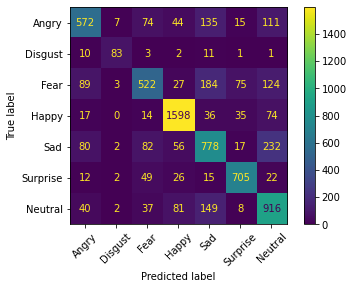 Angry 572 7 74 44 135 15 111
Disgust 10 83 3 2 11 1 1
Fear 89 3 522 27 184 75 124
Happy 17 0 14 1598 36 35 74
Sad 80 2 82 56 778 17 232
Surprise 12 2 49 26 15 705 22
Neutral 40 2 37 81 149 8 916
True label
Angry Disgust Fear Happy Sad Surprise Neutral
Predicted label
1400
1200
1000
800
600
400
200
0